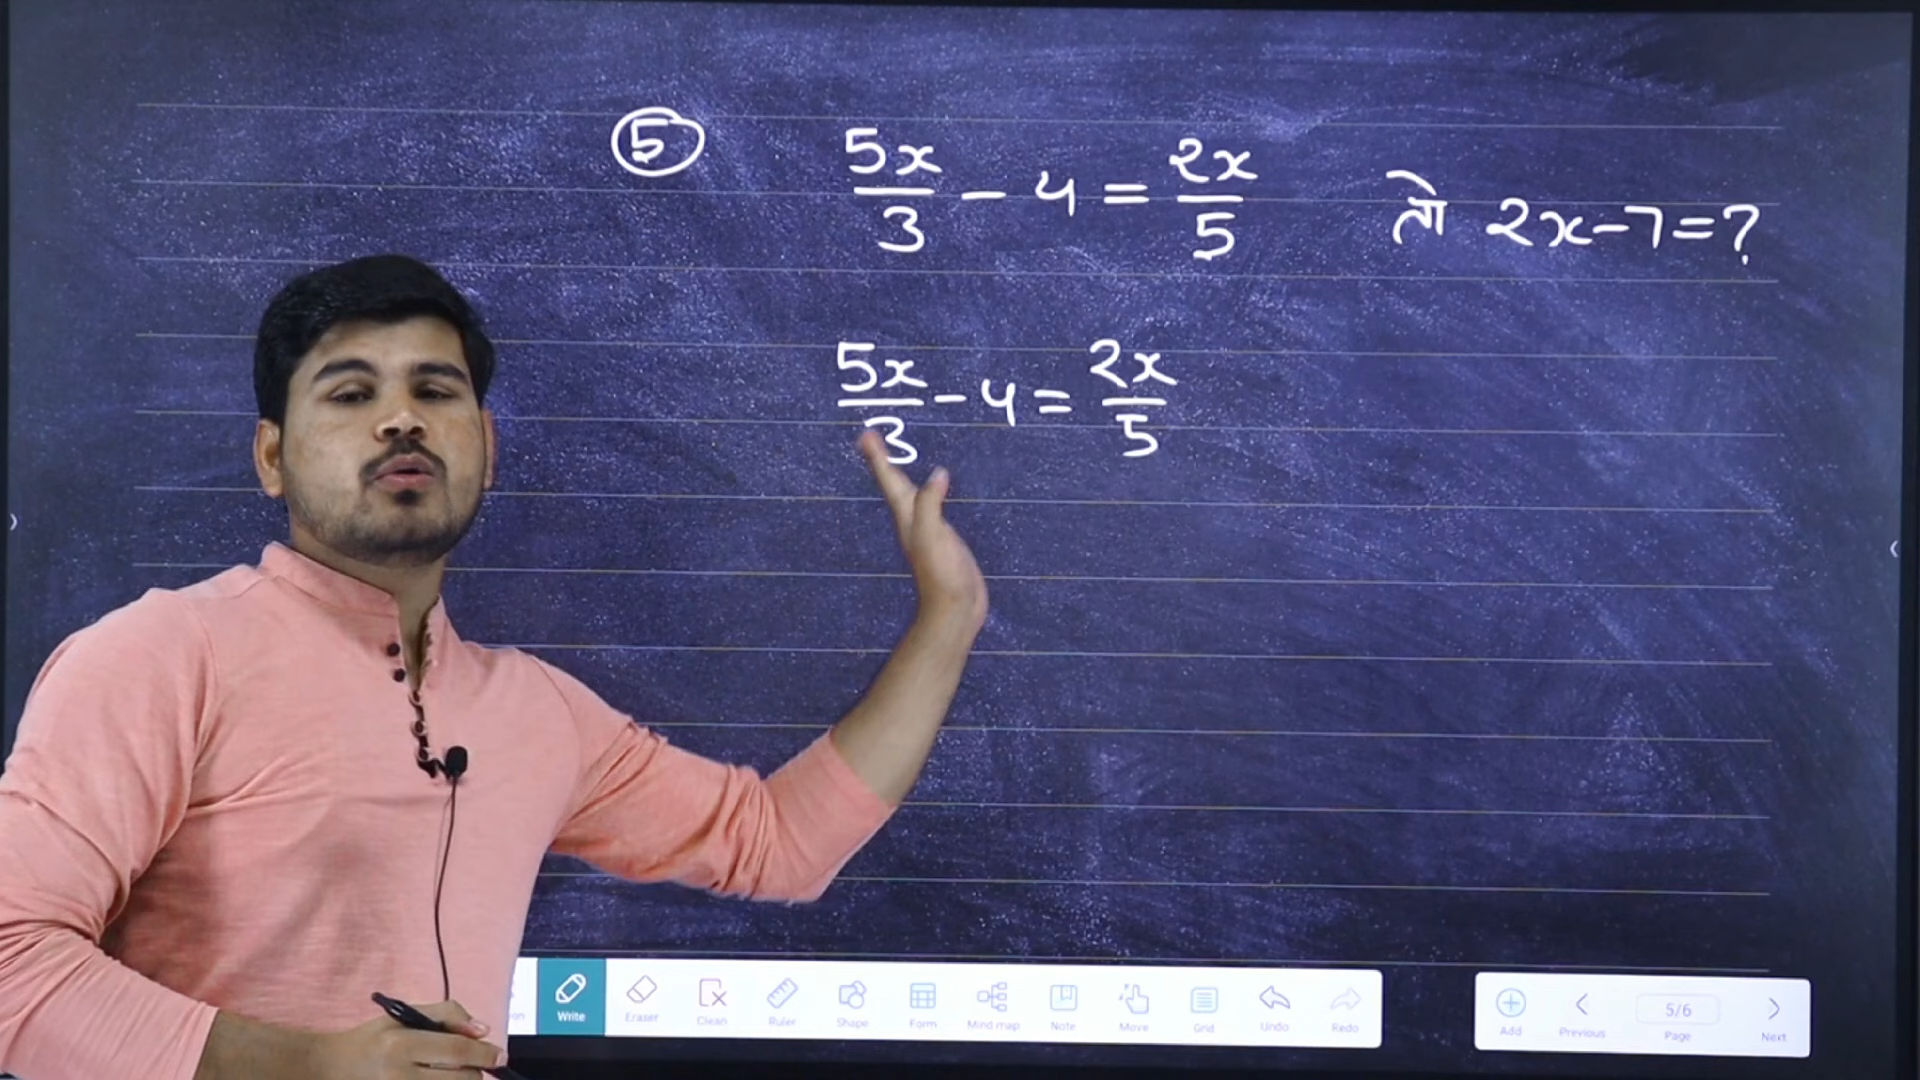 ⑤ 5x/3 - 4 = 2x/5 तो 2x-7=?
5x/3 - 4 = 2x/5
Write Eraser Clean Ruler Shape Form Mind map Note Move Grid Undo Redo
5/6
Add Previous Page Next